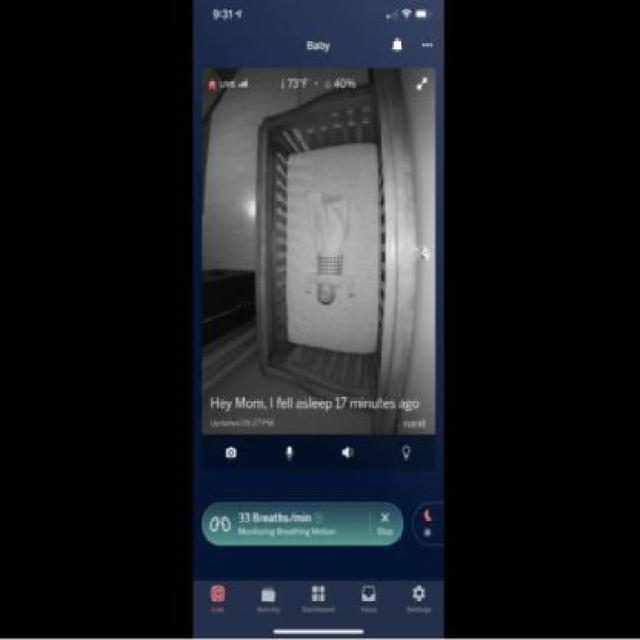 9:31
Baby
LIVE
73°F • 40%
Hey Mom, I fell asleep 17 minutes ago
Updated 09:27 PM
nanit
33 Breaths/min
Monitoring Breathing Motion
Stop
Live
Activity
Dashboard
Inbox
Settings